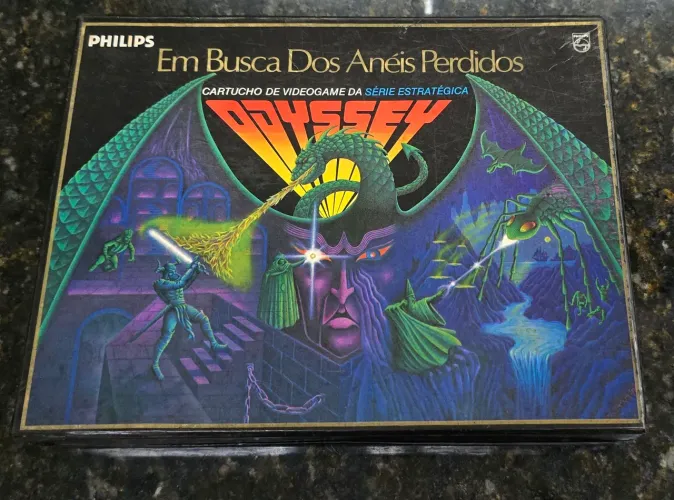 PHILIPS
Em Busca Dos Anéis Perdidos
CARTUCHO DE VIDEOGAME DA SÉRIE ESTRATÉGICA
ODYSSEY